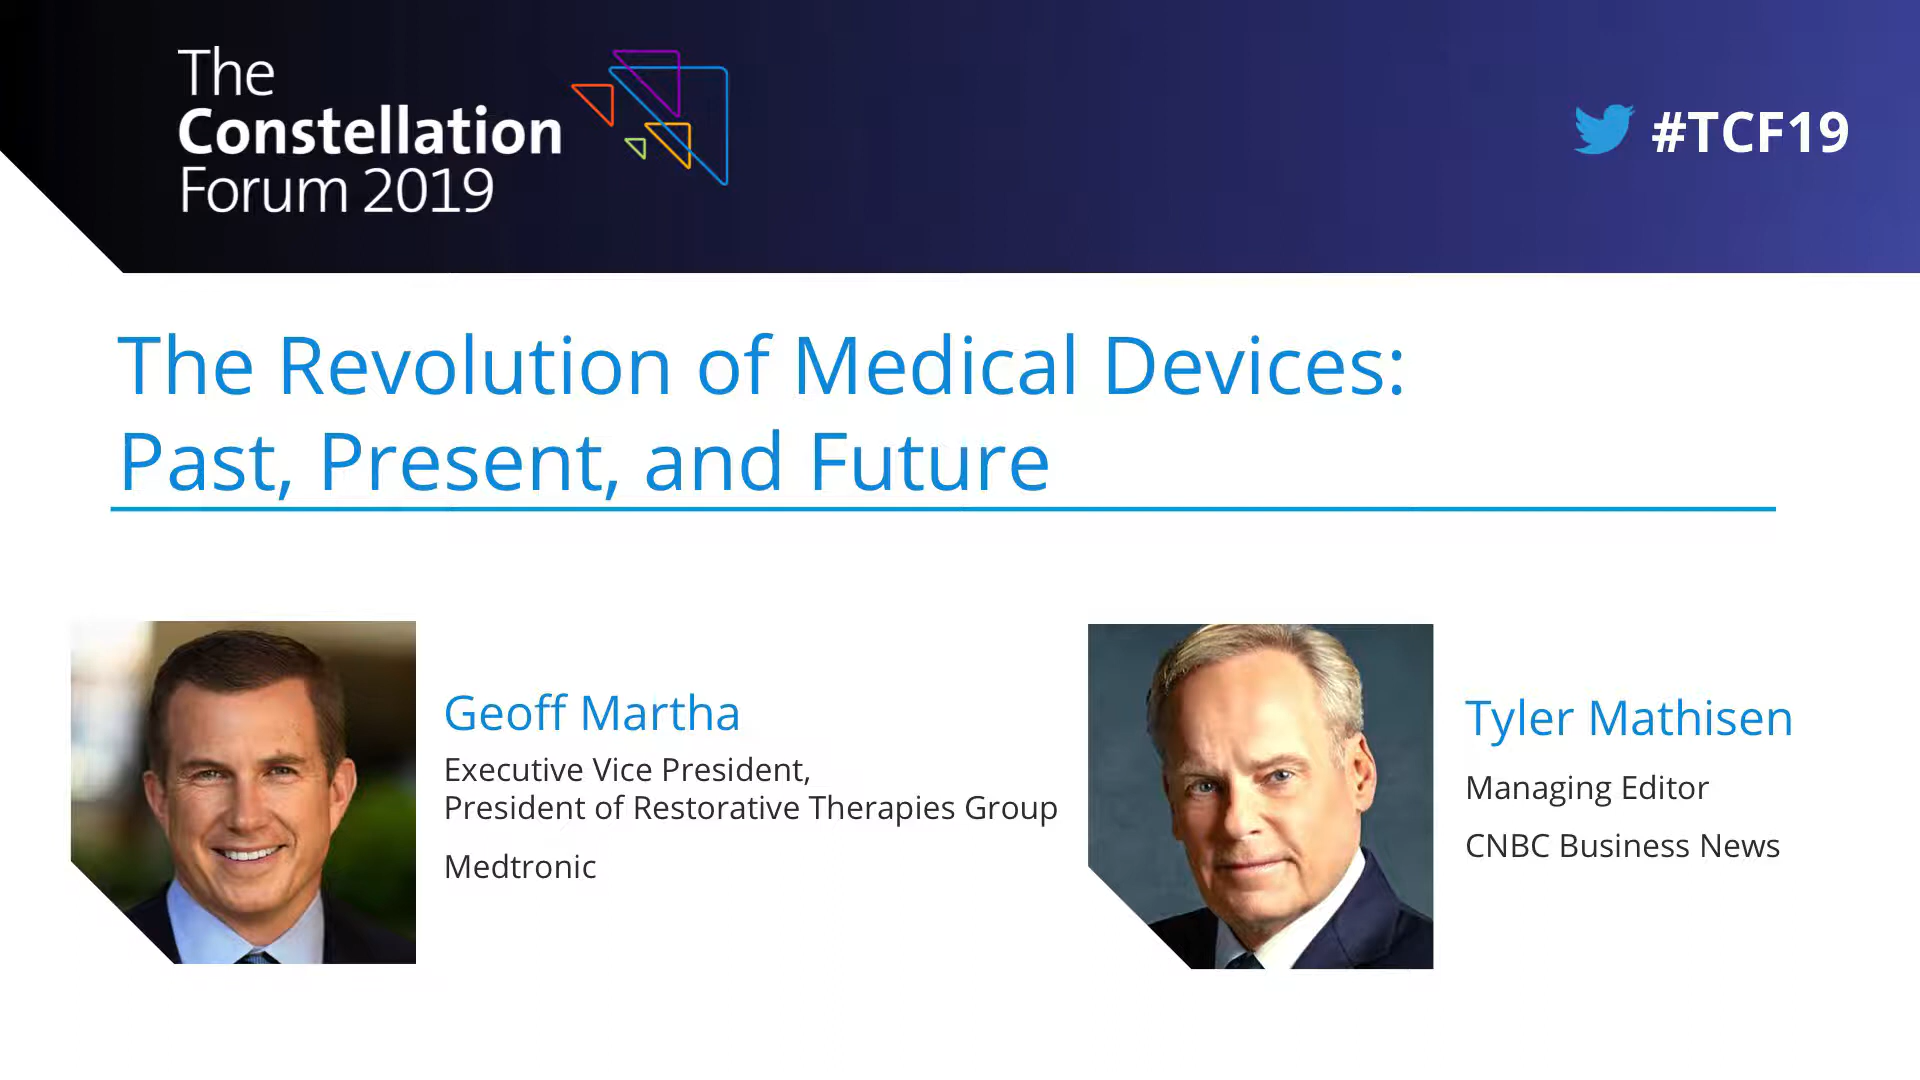 The
Constellation
Forum 2019
#TCF19
The Revolution of Medical Devices:
Past, Present, and Future
Geoff Martha
Executive Vice President,
President of Restorative Therapies Group
Medtronic
Tyler Mathisen
Managing Editor
CNBC Business News